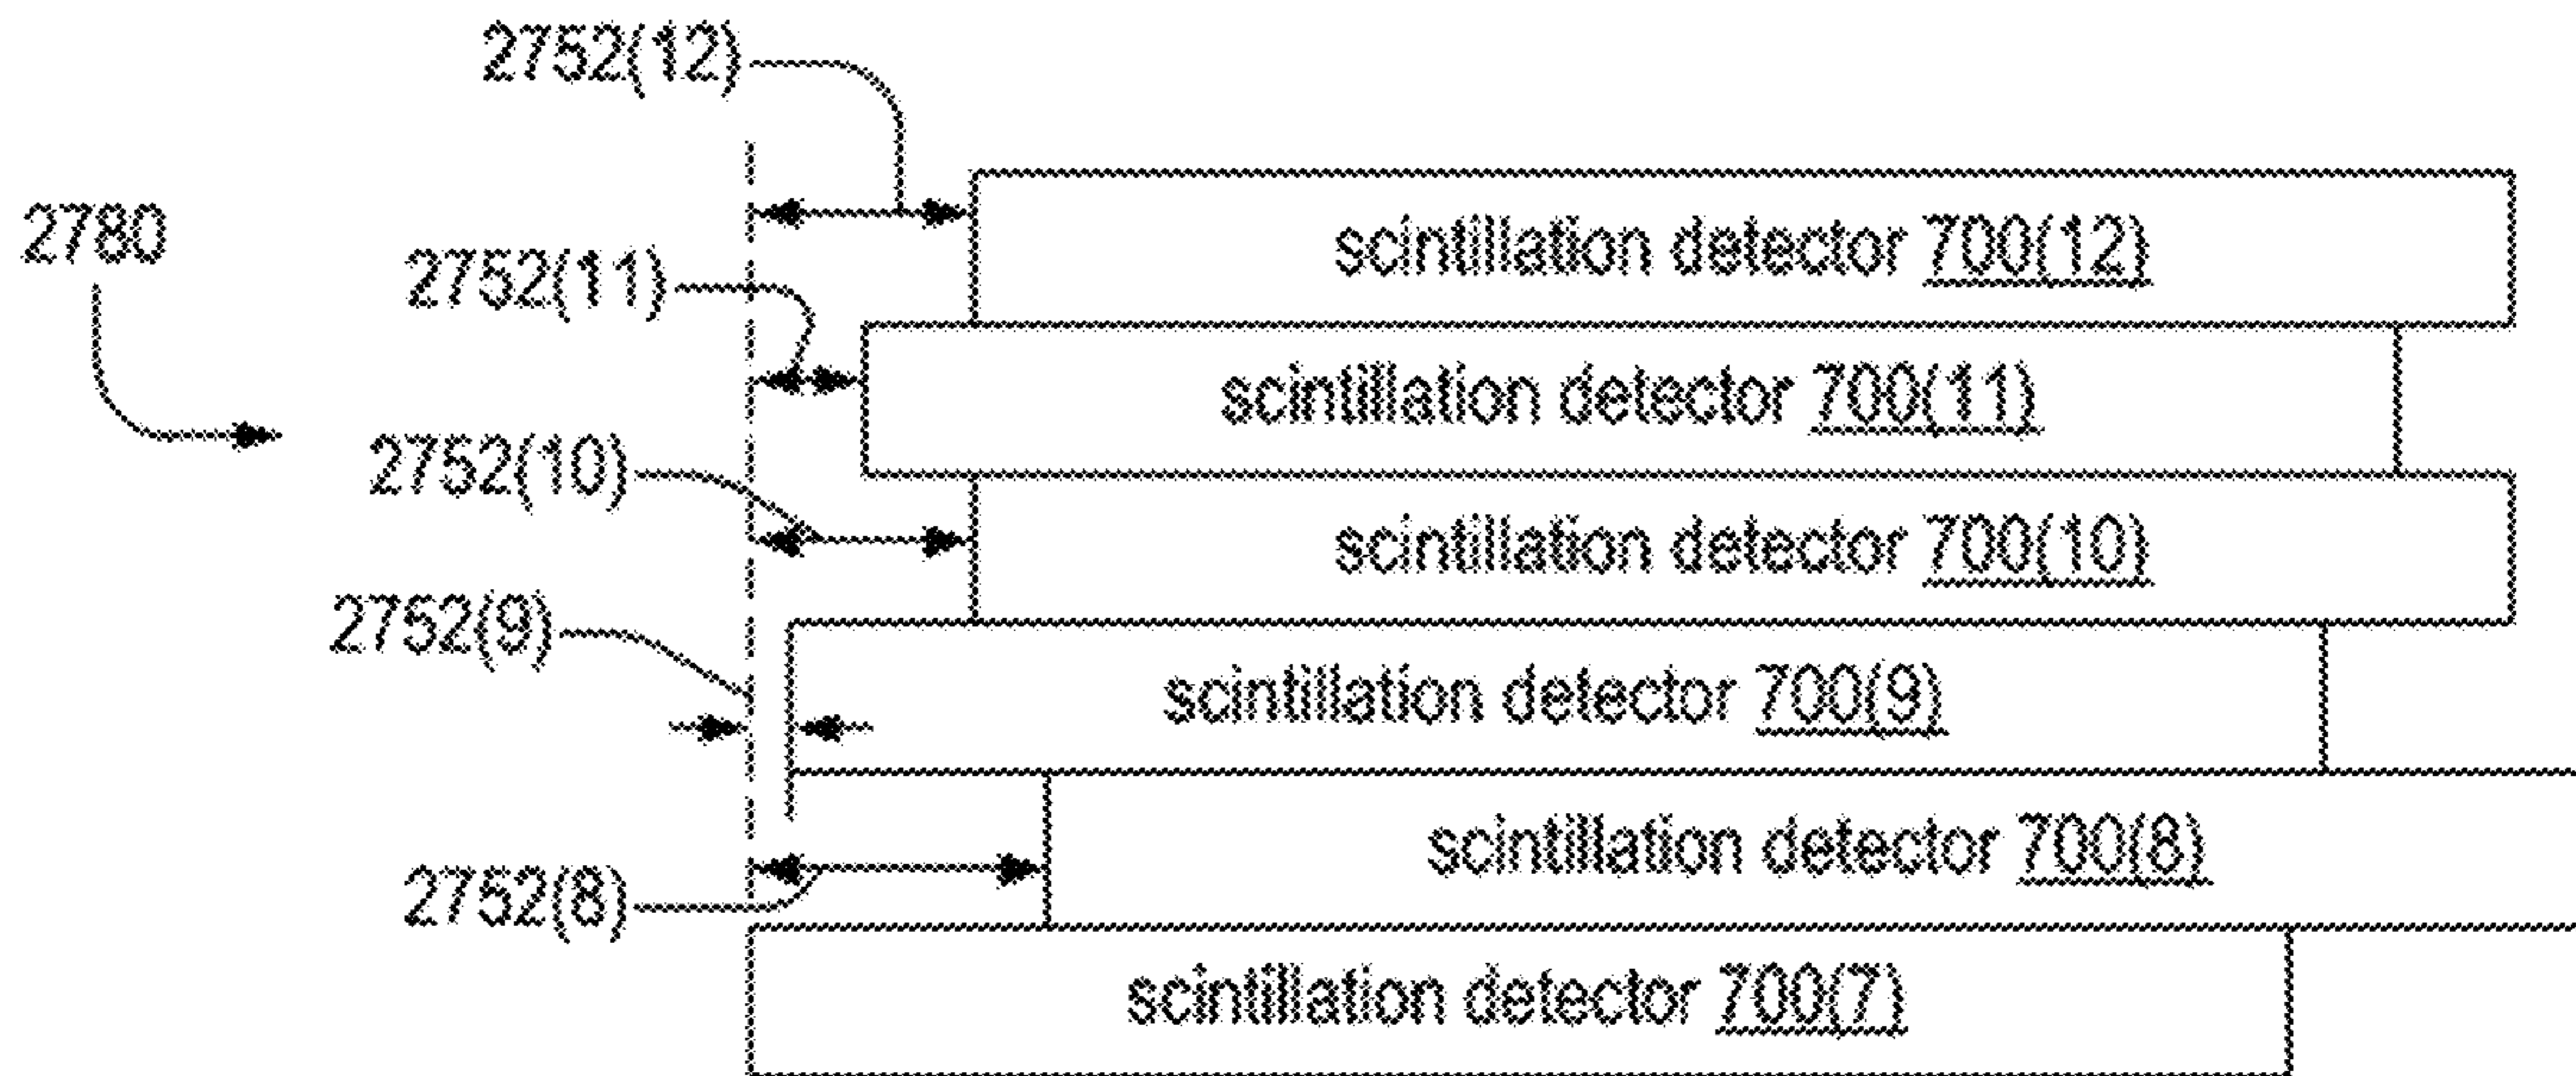 2752(12)
2780
scintillation detector 700(12)
2752(11)
scintillation detector 700(11)
2752(10)
scintillation detector 700(10)
2752(9)
scintillation detector 700(9)
scintillation detector 700(8)
2752(8)
scintillation detector 700(7)